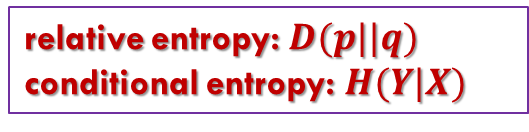 relative entropy: D(p||q)
conditional entropy: H(Y|X)